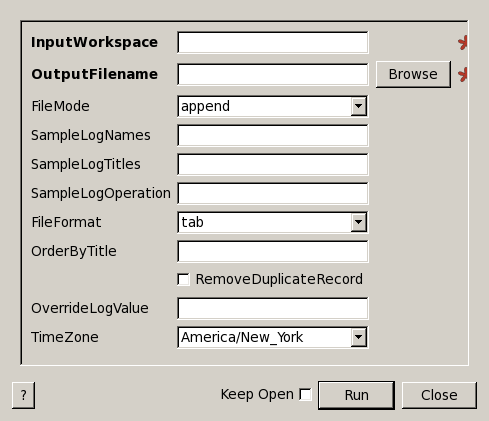 InputWorkspace
OutputFilename Browse
FileMode append
SampleLogNames
SampleLogTitles
SampleLogOperation
FileFormat tab
OrderByTitle
RemoveDuplicateRecord
OverrideLogValue
TimeZone America/New_York
? Keep Open Run Close